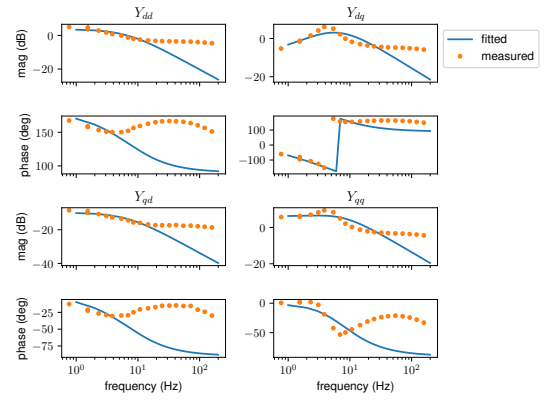 Y_dd Y_dq
mag (dB) 0 −20 0 −20 fitted measured
phase (deg) 150 100 100 0 −100
Y_qd Y_qq
mag (dB) −20 −40 0 −20
phase (deg) −25 −50 −75 0 −50
10^0 10^1 10^2 10^0 10^1 10^2
frequency (Hz) frequency (Hz)